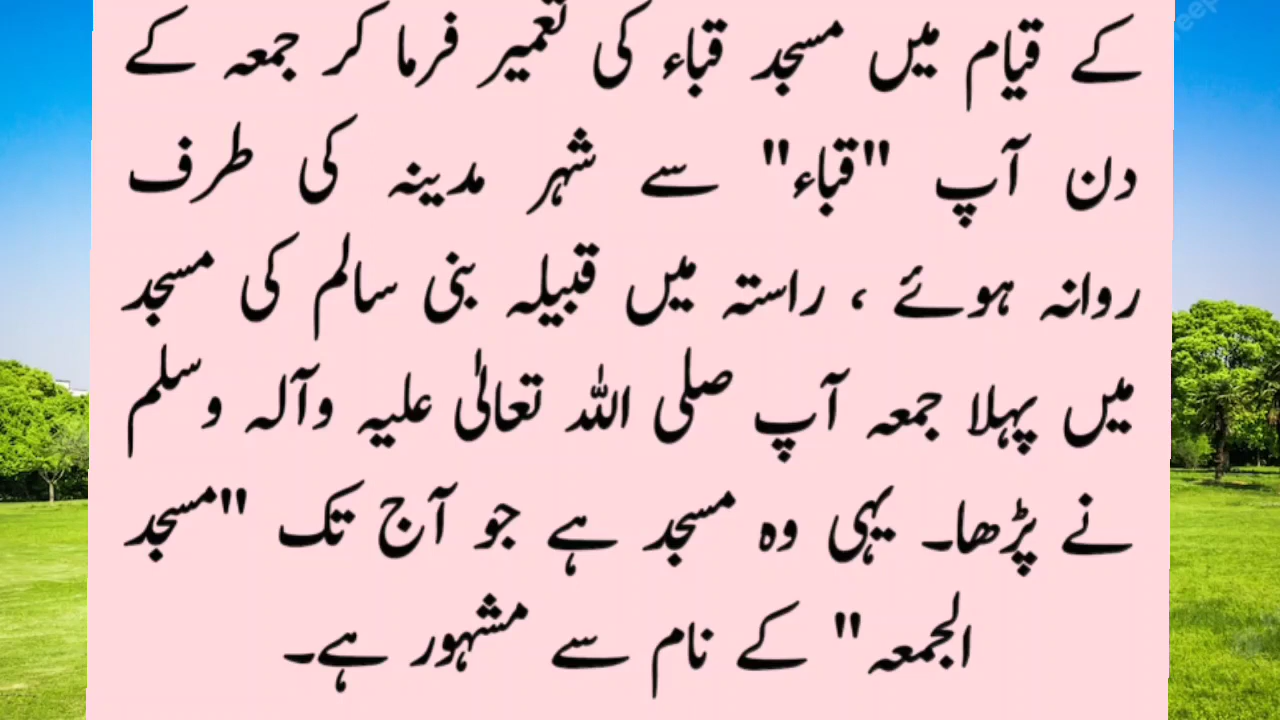 کے قیام میں مسجد قباء کی تعمیر فرما کر جمعہ کے
دن آپ "قباء" سے شہر مدینہ کی طرف
روانہ ہوئے ، راستہ میں قبیلہ بنی سالم کی مسجد
میں پہلا جمعہ آپ صلی اللہ تعالیٰ علیہ وآلہ وسلم
نے پڑھا۔ یہی وہ مسجد ہے جو آج تک "مسجد
الجمعہ" کے نام سے مشہور ہے۔